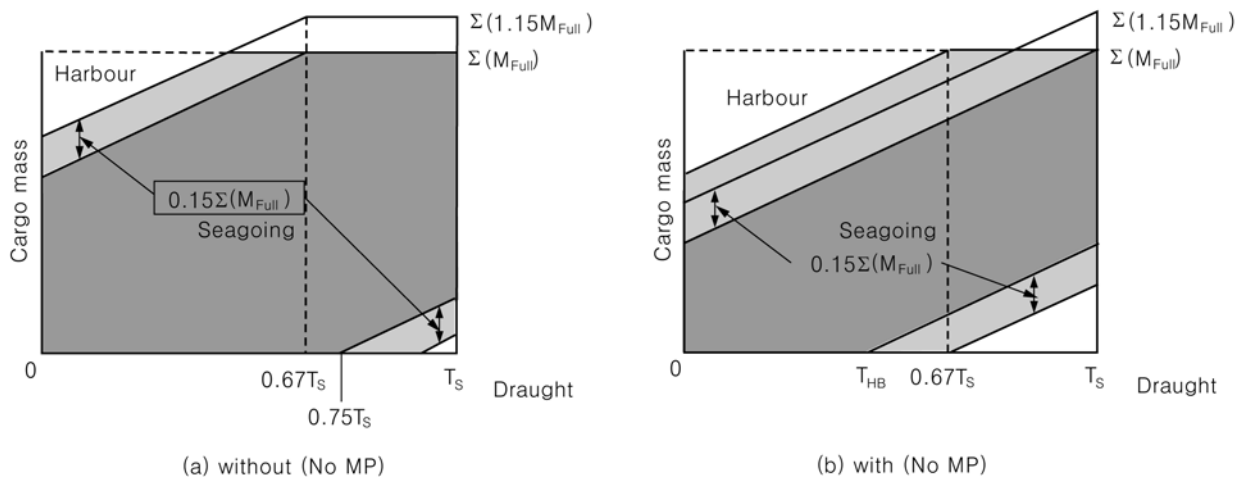 Σ(1.15M_Full)
Σ(M_Full)
Harbour
Cargo mass
0.15Σ(M_Full)
Seagoing
0
0.67T_S
T_S
Draught
0.75T_S
(a) without (No MP)
Σ(1.15M_Full)
Σ(M_Full)
Harbour
Cargo mass
Seagoing
0.15Σ(M_Full)
0
T_HB
0.67T_S
T_S
Draught
(b) with (No MP)